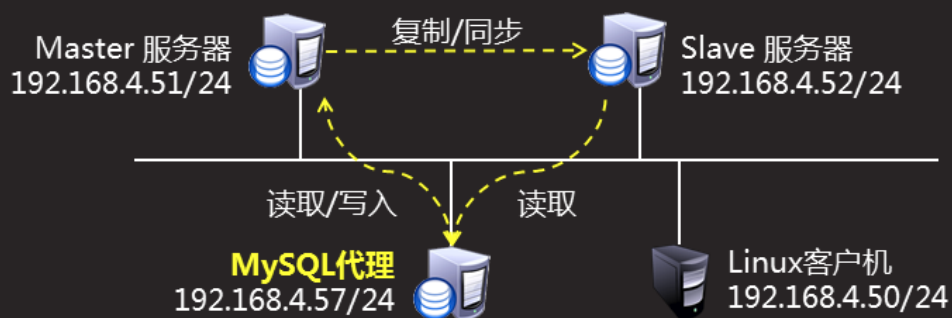 Master 服务器
192.168.4.51/24
复制/同步
Slave 服务器
192.168.4.52/24
读取/写入
读取
MySQL代理
192.168.4.57/24
Linux客户机
192.168.4.50/24